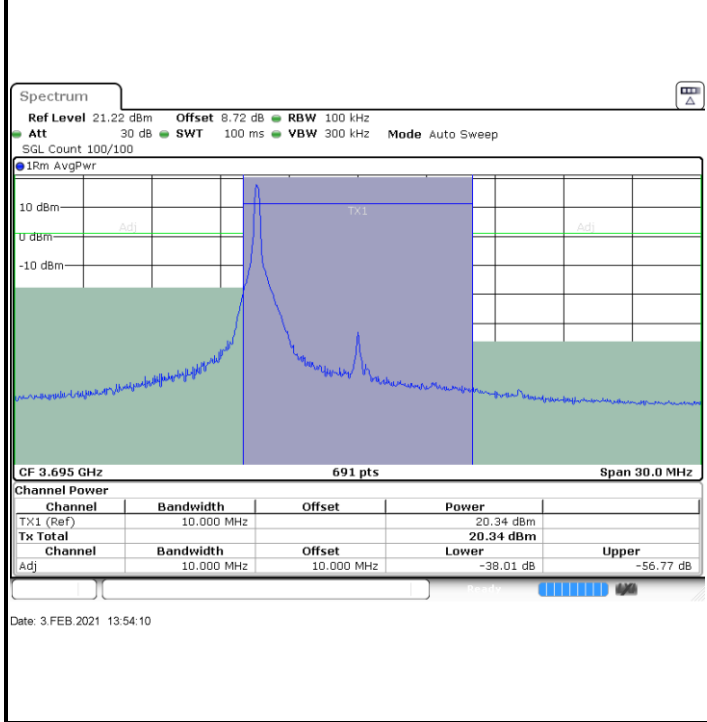 Spectrum
Ref Level 21.22 dBm Offset 8.72 dB RBW 100 kHz
Att 30 dB SWT 100 ms VBW 300 kHz Mode Auto Sweep
SGL Count 100/100
1Rm AvgPwr
10 dBm
TX1
Adj
Adj
0 dBm
-10 dBm
CF 3.695 GHz 691 pts Span 30.0 MHz
Channel Power
Channel Bandwidth Offset Power
TX1 (Ref) 10.000 MHz 20.34 dBm
Tx Total 20.34 dBm
Channel Bandwidth Offset Lower Upper
Adj 10.000 MHz 10.000 MHz -38.01 dB -56.77 dB
Ready
Date: 3.FEB.2021 13:54:10